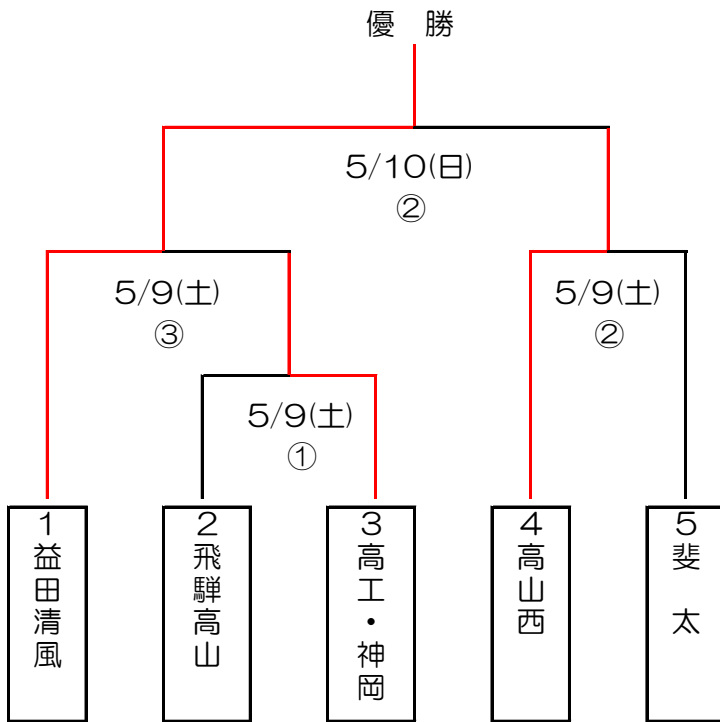 優 勝
5/10(日)
②
5/9(土)
③
5/9(土)
②
5/9(土)
①
1益田清風
2飛騨高山
3高工・神岡
4高山西
5斐 太